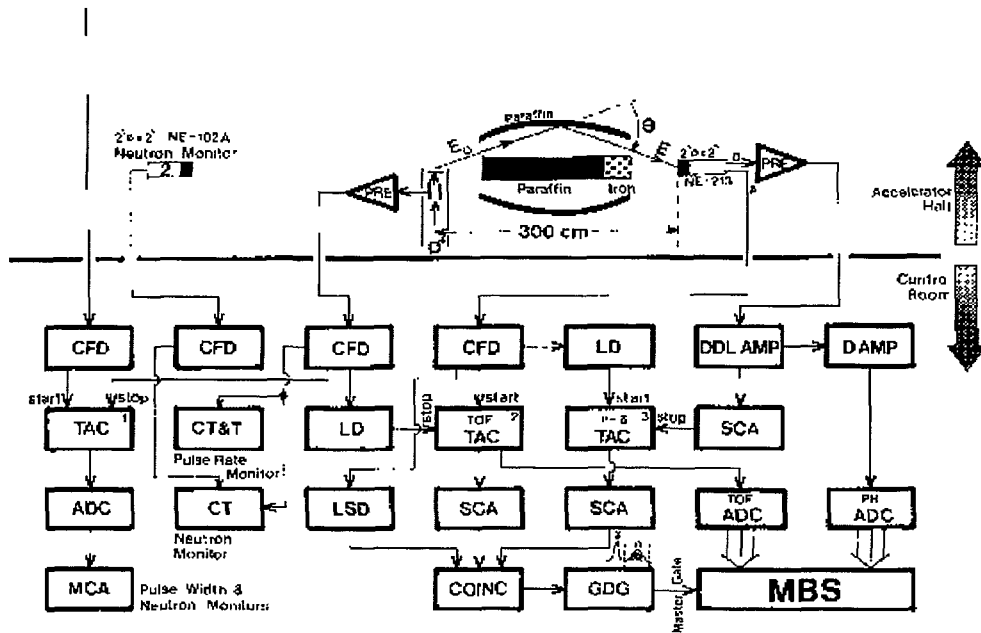 Paraffin
θ
2"φ×2" NE-102A
Neutron Monitor
2
E₀
E
2"φ×2"
PRE
PRE
NE-213
Paraffin
Iron
300 cm
Accelerator
Hall
Control
Room
CFD
CFD
CFD
CFD
LD
DDL AMP
D AMP
start
stop
stop
start
start
stop
TAC 1
CT&T
LD
TOF 2
TAC
3
TAC
SCA
Pulse Rate
Monitor
ADC
CT
LSD
SCA
SCA
TOF
ADC
PH
ADC
Neutron
Monitor
MCA
Pulse Width &
Neutron Monitors
COINC
GDG
Master Gate
MBS